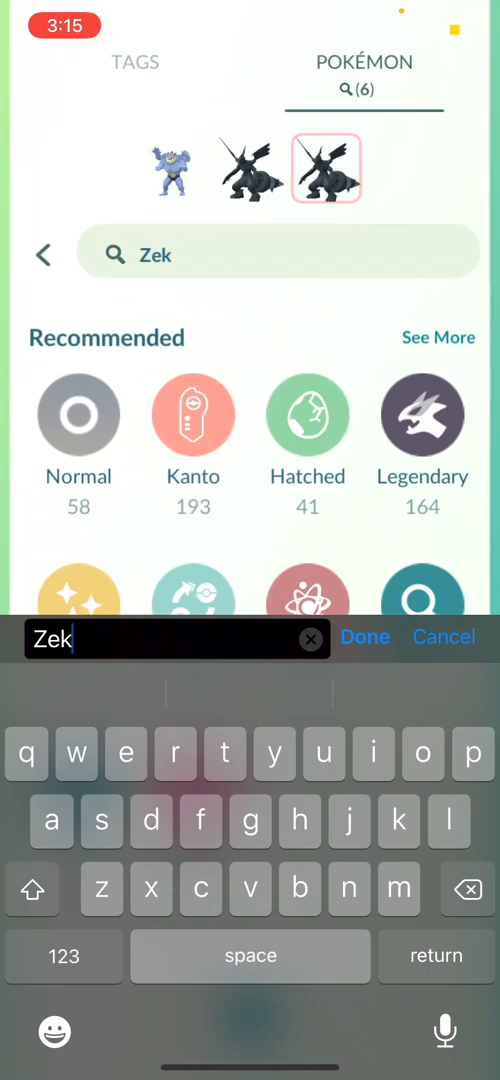 3:15
TAGS
POKÉMON
(6)
Zek
Recommended
See More
Normal
Kanto
Hatched
Legendary
58
193
41
164
Zek
Done
Cancel
q w e r t y u i o p
a s d f g h j k l
z x c v b n m
123
space
return